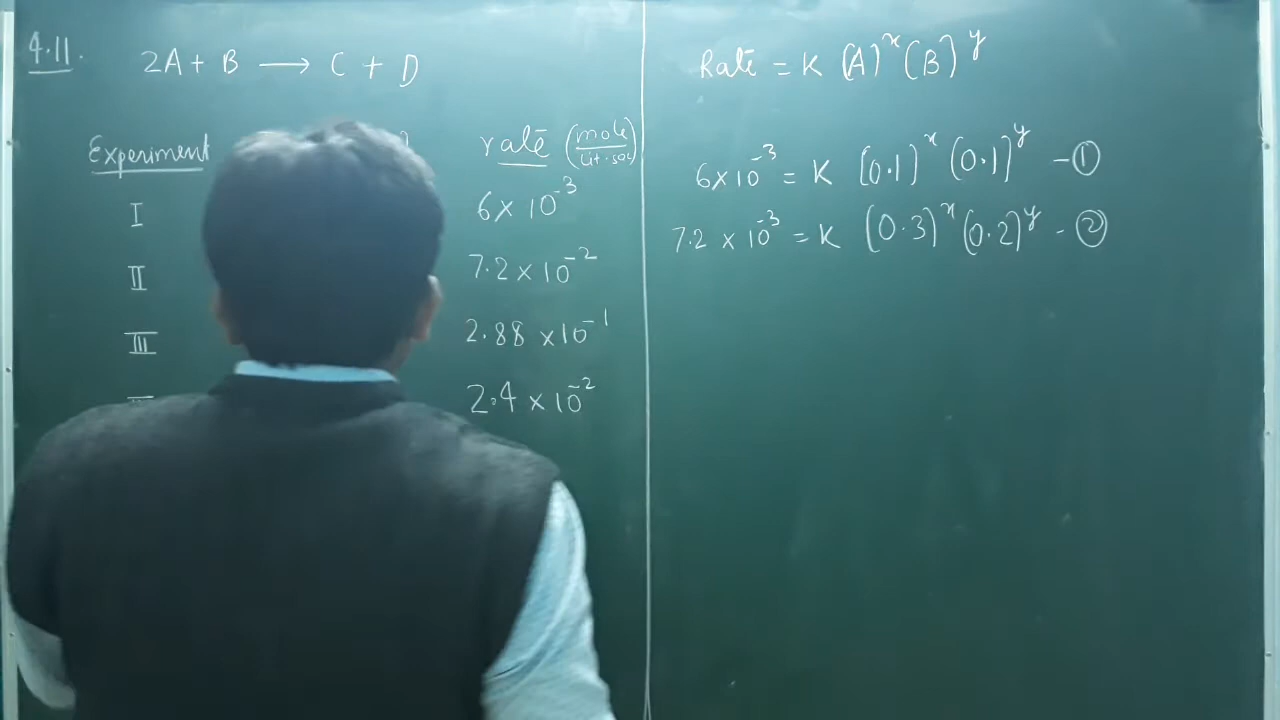 4.11.
2A + B ⟶ C + D
Experiment rate (mole/Lit·sec)
I 6 × 10⁻³
II 7.2 × 10⁻²
III 2.88 × 10⁻¹
2.4 × 10⁻²
Rate = K (A)ˣ (B)ʸ
6 × 10⁻³ = K (0.1)ˣ (0.1)ʸ – ①
7.2 × 10⁻³ = K (0.3)ˣ (0.2)ʸ – ②